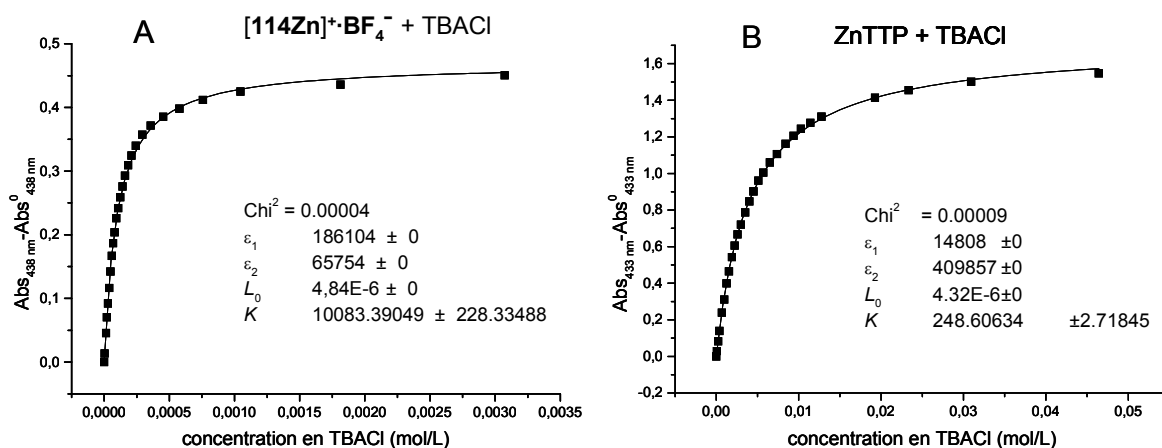 A
[114Zn]⁺·BF₄⁻ + TBACl
Abs₄₃₈ ₙₘ-Abs⁰₄₃₈ ₙₘ
0,5
0,4
0,3
0,2
0,1
0,0
Chi² = 0.00004
ε₁ 186104 ± 0
ε₂ 65754 ± 0
L₀ 4,84E-6 ± 0
K 10083.39049 ± 228.33488
0,0000 0,0005 0,0010 0,0015 0,0020 0,0025 0,0030 0,0035
concentration en TBACl (mol/L)
B
ZnTTP + TBACl
Abs₄₃₃ ₙₘ-Abs⁰₄₃₃ ₙₘ
1,8
1,6
1,4
1,2
1,0
0,8
0,6
0,4
0,2
0,0
-0,2
Chi² = 0.00009
ε₁ 14808 ±0
ε₂ 409857 ±0
L₀ 4.32E-6±0
K 248.60634 ±2.71845
0,00 0,01 0,02 0,03 0,04 0,05
concentration en TBACl (mol/L)